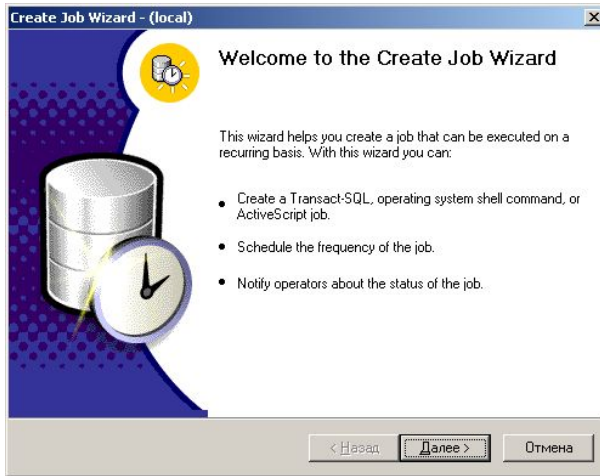 Create Job Wizard - (local)
Welcome to the Create Job Wizard
This wizard helps you create a job that can be executed on a
recurring basis. With this wizard you can:
• Create a Transact-SQL, operating system shell command, or
ActiveScript job.
• Schedule the frequency of the job.
• Notify operators about the status of the job.
< Назад
Далее >
Отмена